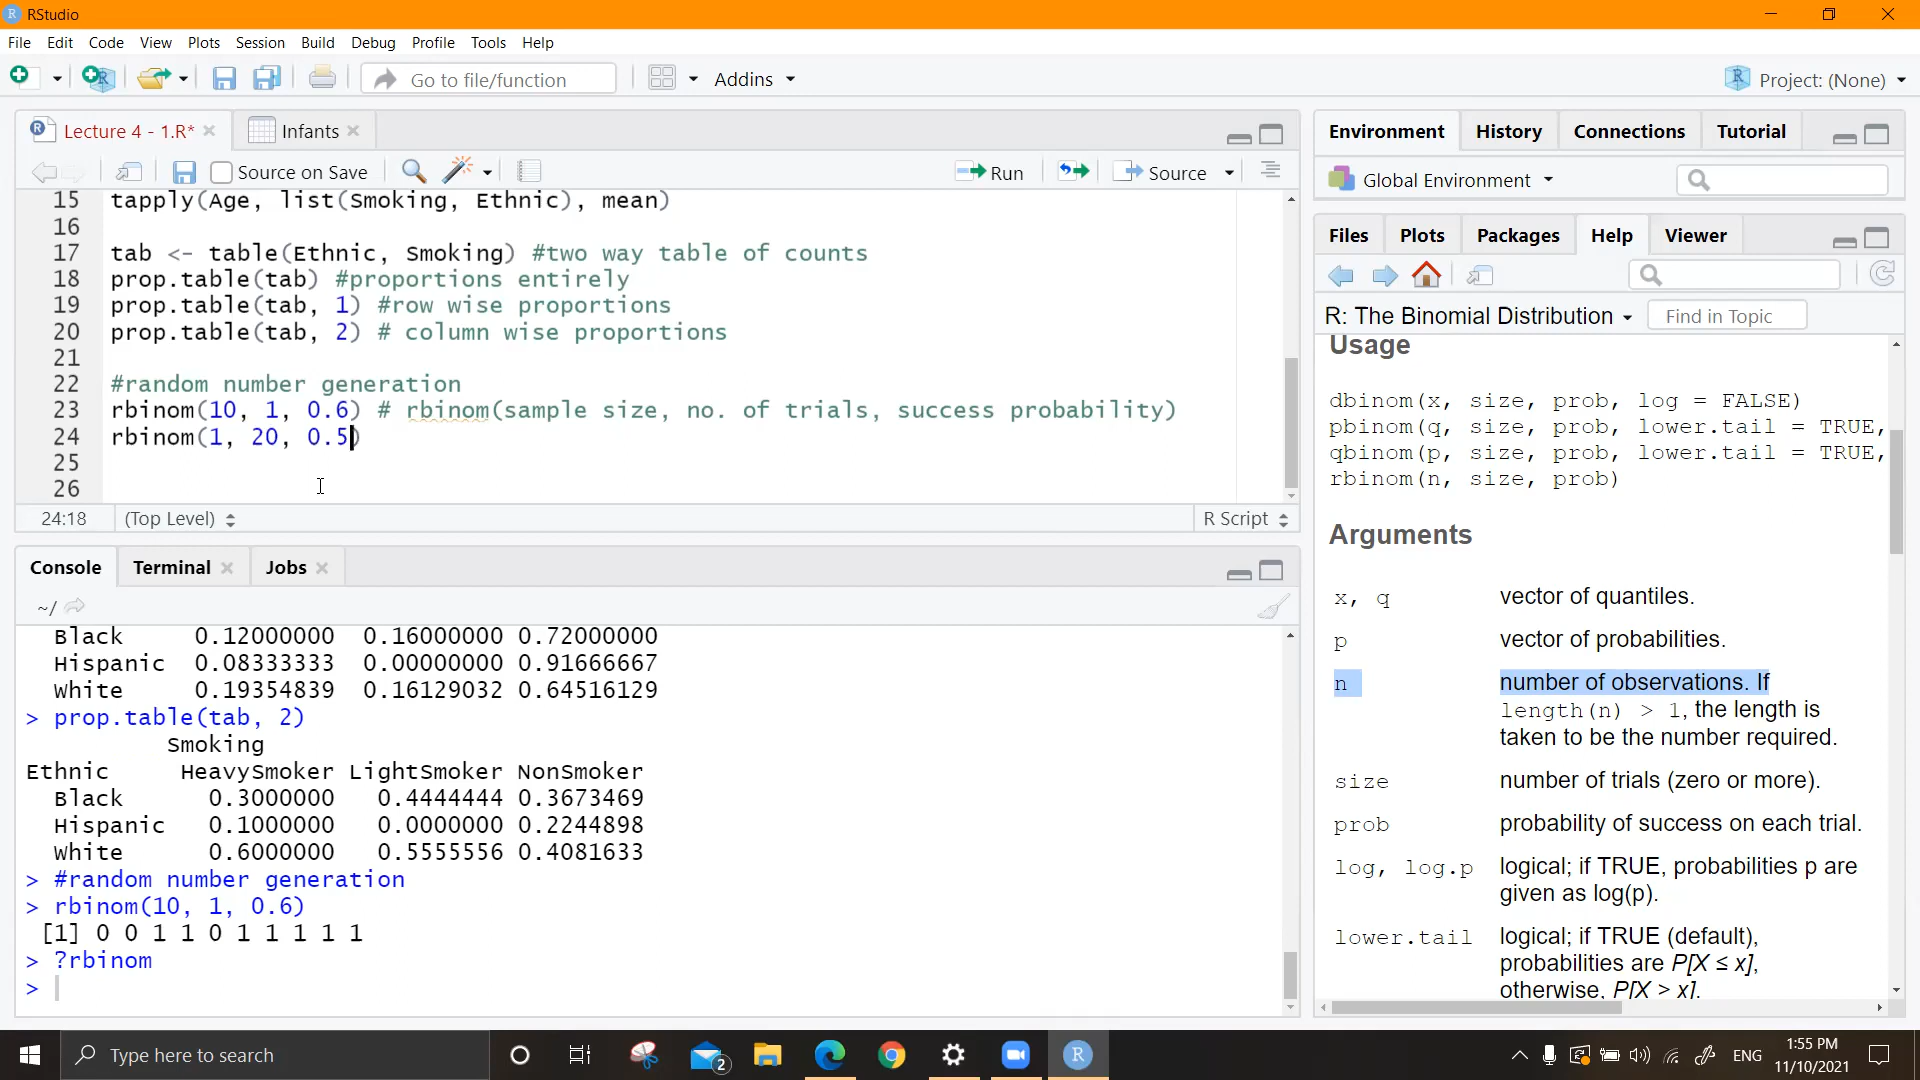 RStudio
File Edit Code View Plots Session Build Debug Profile Tools Help
Go to file/function Addins Project: (None)
Lecture 4 - 1.R* Infants
Source on Save Run Source
15 tapply(Age, list(Smoking, Ethnic), mean)
16
17 tab <- table(Ethnic, Smoking) #two way table of counts
18 prop.table(tab) #proportions entirely
19 prop.table(tab, 1) #row wise proportions
20 prop.table(tab, 2) # column wise proportions
21
22 #random number generation
23 rbinom(10, 1, 0.6) # rbinom(sample size, no. of trials, success probability)
24 rbinom(1, 20, 0.5)
25
26
24:18 (Top Level) R Script
Console Terminal Jobs
~/
Black 0.12000000 0.16000000 0.72000000
Hispanic 0.08333333 0.00000000 0.91666667
White 0.19354839 0.16129032 0.64516129
> prop.table(tab, 2)
Smoking
Ethnic HeavySmoker LightSmoker NonSmoker
Black 0.3000000 0.4444444 0.3673469
Hispanic 0.1000000 0.0000000 0.2244898
White 0.6000000 0.5555556 0.4081633
> #random number generation
> rbinom(10, 1, 0.6)
[1] 0 0 1 1 0 1 1 1 1 1
> ?rbinom
>
Environment History Connections Tutorial
Global Environment
Files Plots Packages Help Viewer
R: The Binomial Distribution Find in Topic
Usage
dbinom(x, size, prob, log = FALSE)
pbinom(q, size, prob, lower.tail = TRUE,
qbinom(p, size, prob, lower.tail = TRUE,
rbinom(n, size, prob)
Arguments
x, q vector of quantiles.
p vector of probabilities.
n number of observations. If
length(n) > 1, the length is
taken to be the number required.
size number of trials (zero or more).
prob probability of success on each trial.
log, log.p logical; if TRUE, probabilities p are
given as log(p).
lower.tail logical; if TRUE (default),
probabilities are P[X ≤ x],
otherwise, P[X > x].
Type here to search 2 ENG 1:55 PM
11/10/2021